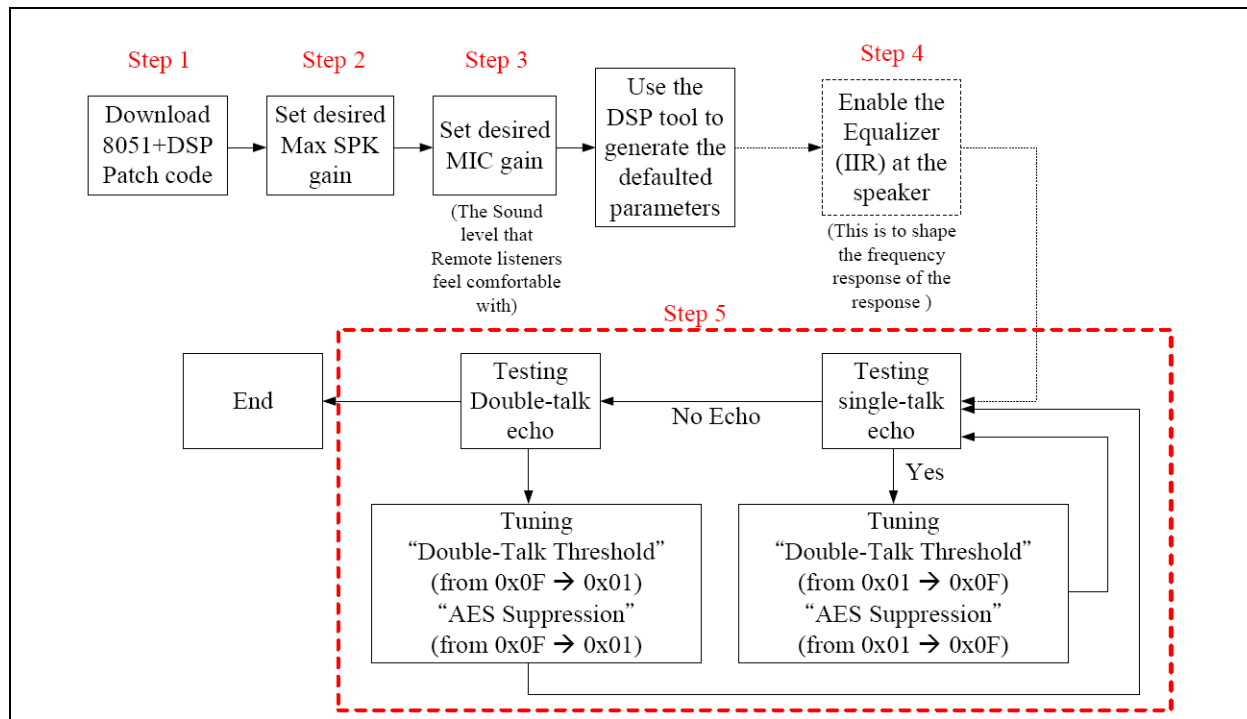 Step 1
Download
8051+DSP
Patch code
Step 2
Set desired
Max SPK
gain
Step 3
Set desired
MIC gain
(The Sound
level that
Remote listeners
feel comfortable
with)
Use the
DSP tool to
generate the
defaulted
parameters
Step 4
Enable the
Equalizer
(IIR) at the
speaker
(This is to shape
the frequency
response of the
response )
Step 5
Testing
single-talk
echo
No Echo
Yes
Testing
Double-talk
echo
End
Tuning
“Double-Talk Threshold”
(from 0x0F → 0x01)
“AES Suppression”
(from 0x0F → 0x01)
Tuning
“Double-Talk Threshold”
(from 0x01 → 0x0F)
“AES Suppression”
(from 0x01 → 0x0F)